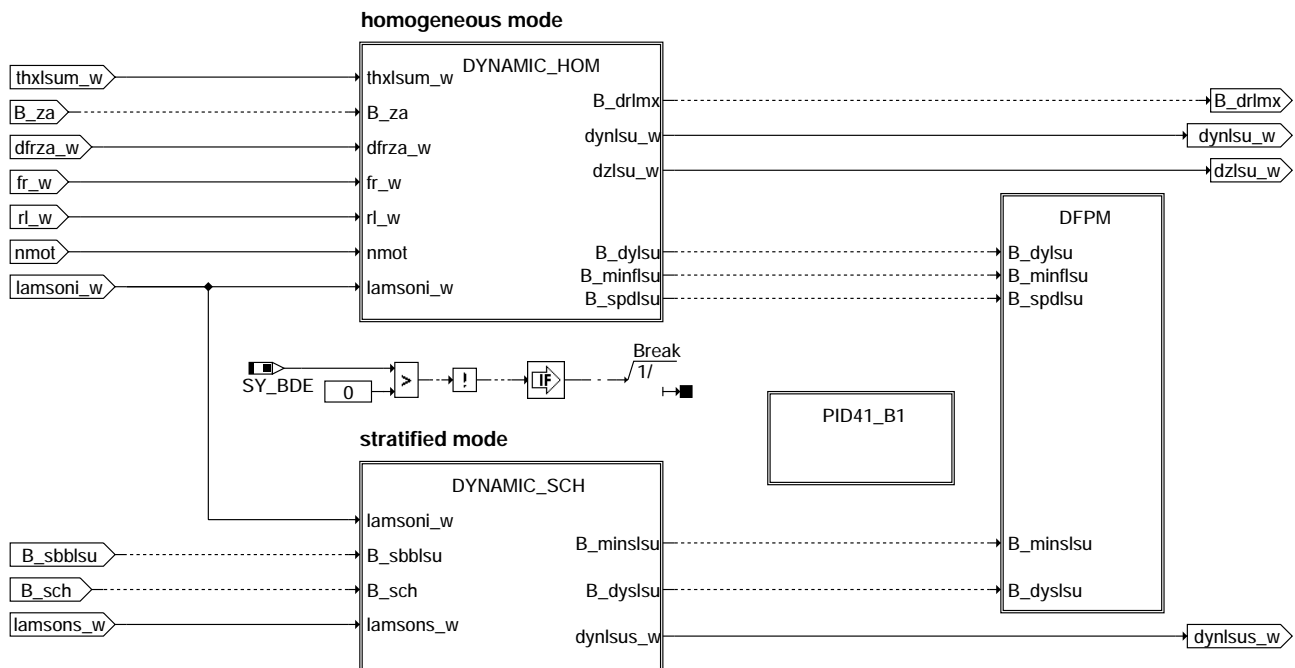 homogeneous mode
DYNAMIC_HOM
thxlsum_w
thxlsum_w
B_drlmx
B_drlmx
B_za
B_za
dynlsu_w
dynlsu_w
dfrza_w
dfrza_w
dzlsu_w
dzlsu_w
fr_w
fr_w
rl_w
rl_w
DFPM
nmot
nmot
B_dylsu
B_dylsu
B_minflsu
B_minflsu
lamsoni_w
lamsoni_w
B_spdlsu
B_spdlsu
Break
1/
SY_BDE
>
!
IF
0
PID41_B1
stratified mode
DYNAMIC_SCH
lamsoni_w
B_minslsu
B_minslsu
B_sbblsu
B_sbblsu
B_sch
B_sch
B_dyslsu
B_dyslsu
lamsons_w
lamsons_w
dynlsus_w
dynlsus_w